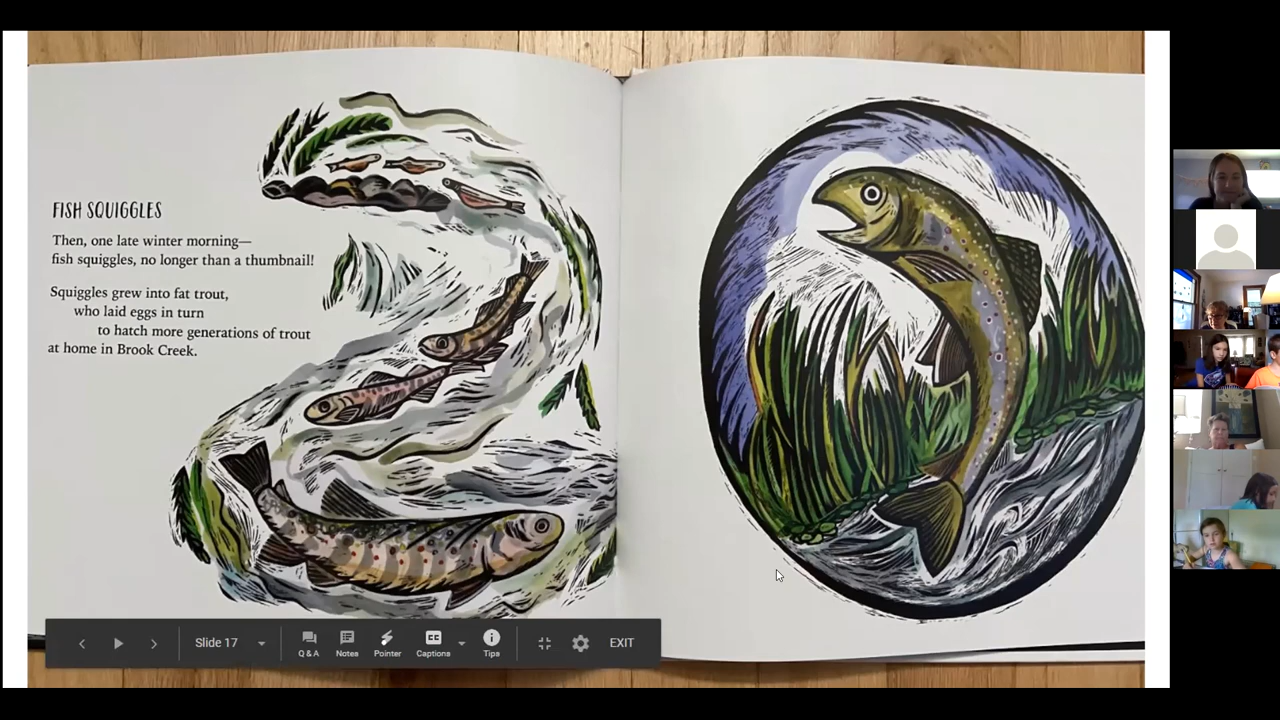 FISH SQUIGGLES
Then, one late winter morning—
fish squiggles, no longer than a thumbnail!
Squiggles grew into fat trout,
who laid eggs in turn
to hatch more generations of trout
at home in Brook Creek.
Slide 17
Q & A
Notes
Pointer
CC
Captions
Tips
EXIT